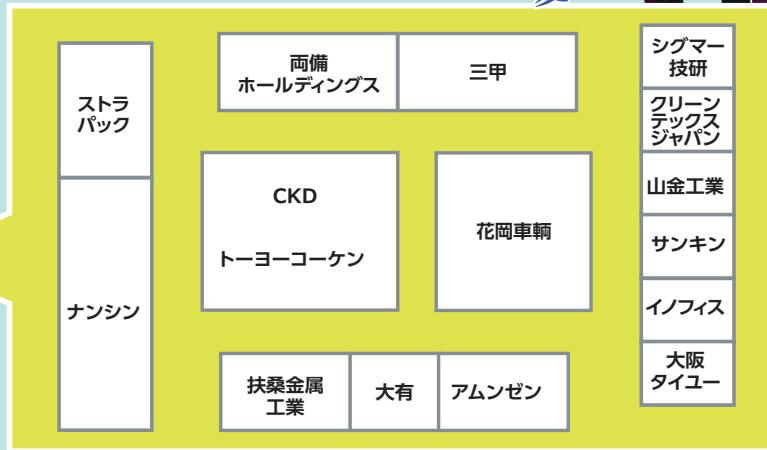 ストラ
パック
ナンシン
両備
ホールディングス
三甲
CKD
トーヨーコーケン
花岡車輌
扶桑金属
工業
大有
アムンゼン
シグマー
技研
クリーン
テックス
ジャパン
山金工業
サンキン
イノフィス
大阪
タイユー